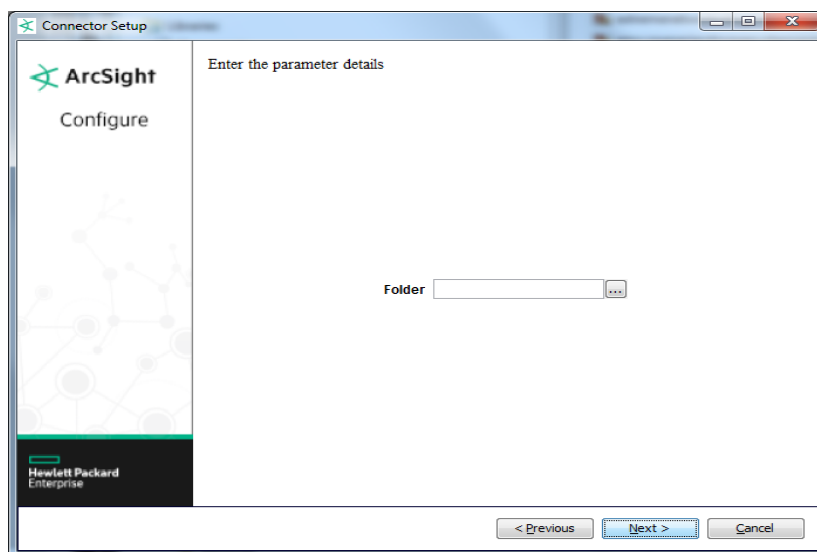 Connector Setup
ArcSight
Configure
Enter the parameter details
Folder
...
Hewlett Packard
Enterprise
< Previous
Next >
Cancel